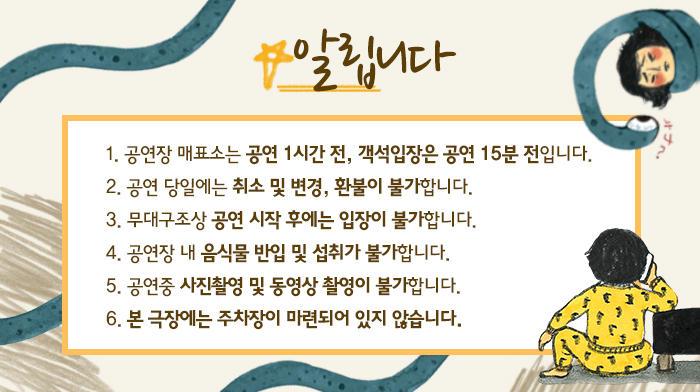 알립니다
1. 공연장 매표소는 공연 1시간 전, 객석입장은 공연 15분 전입니다.
2. 공연 당일에는 취소 및 변경, 환불이 불가합니다.
3. 무대구조상 공연 시작 후에는 입장이 불가합니다.
4. 공연장 내 음식물 반입 및 섭취가 불가합니다.
5. 공연중 사진촬영 및 동영상 촬영이 불가합니다.
6. 본 극장에는 주차장이 마련되어 있지 않습니다.